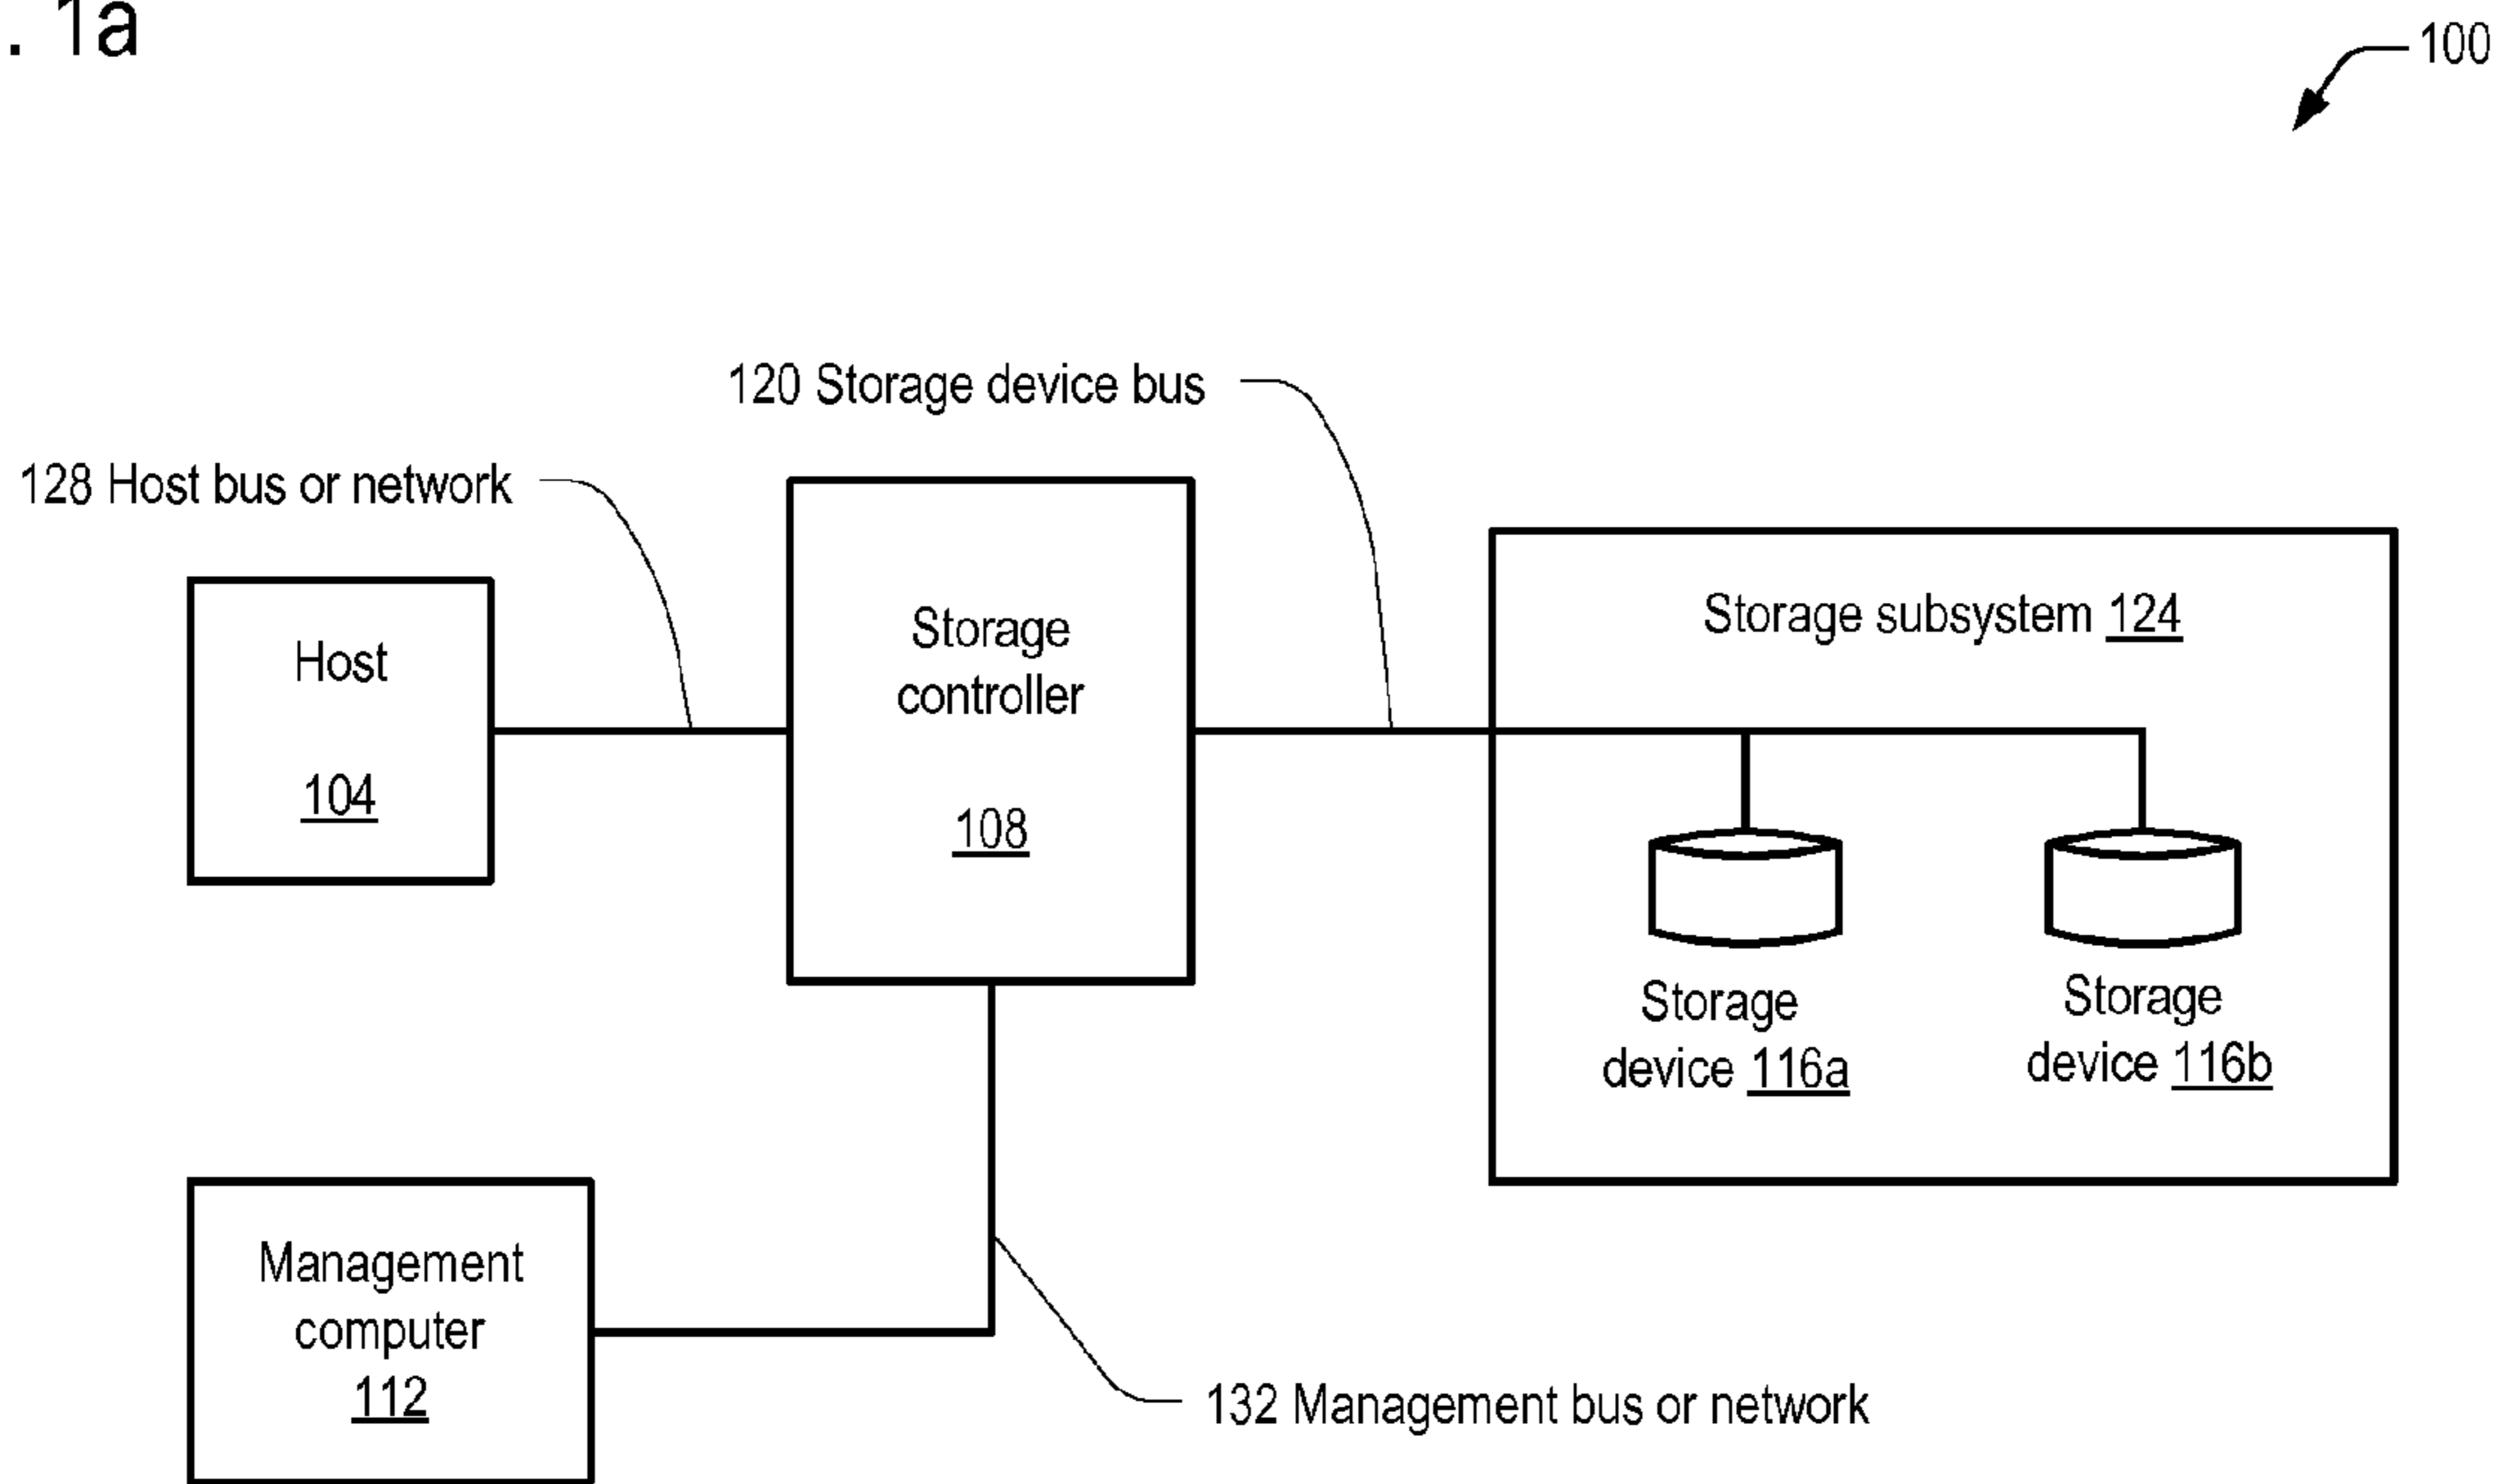 . 1a
100
120 Storage device bus
128 Host bus or network
Storage subsystem 124
Host
104
Storage
controller
108
Storage
device 116a
Storage
device 116b
Management
computer
112
132 Management bus or network